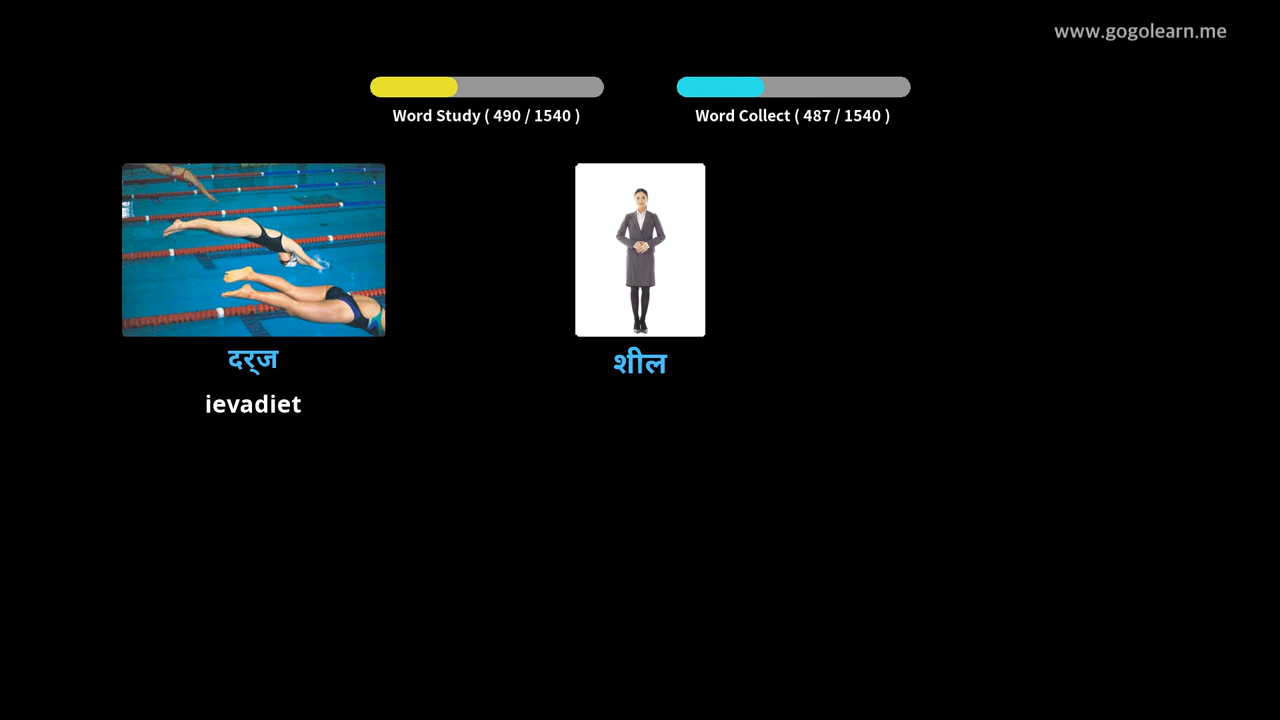 www.gogolearn.me
Word Study ( 490 / 1540 )
Word Collect ( 487 / 1540 )
दर्‌ज
शील
ievadiet